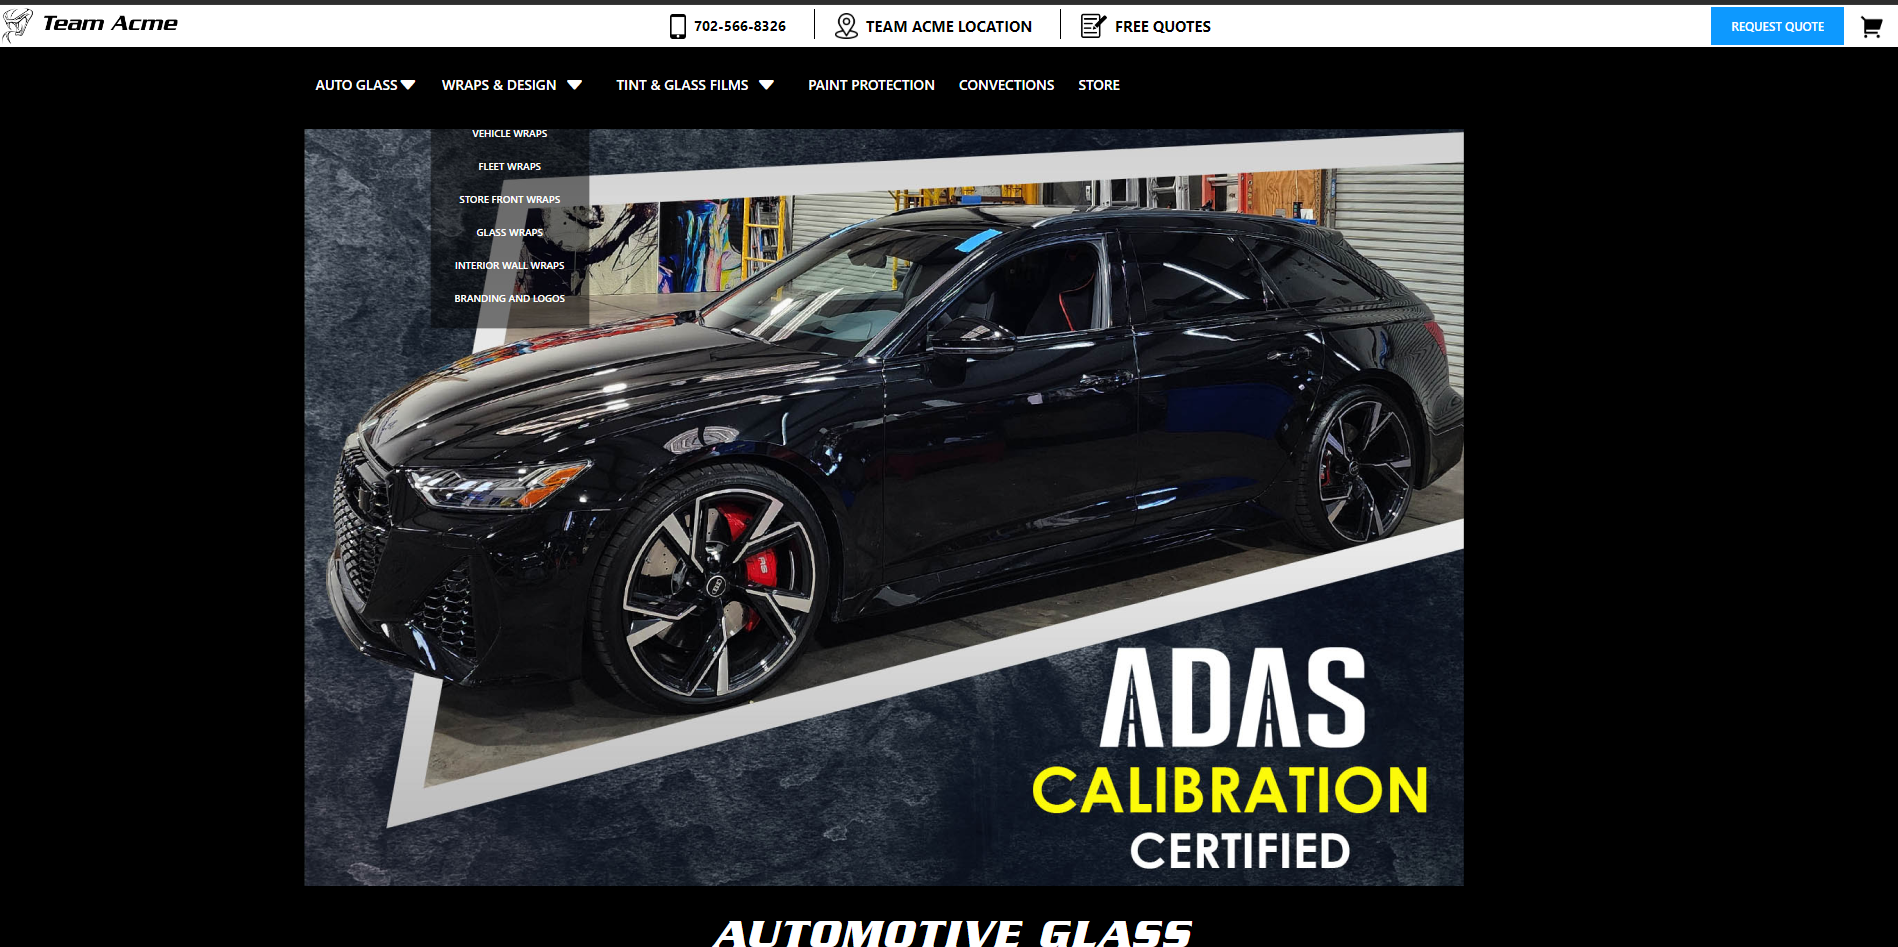 Team Acme
702-566-8326
TEAM ACME LOCATION
FREE QUOTES
REQUEST QUOTE
AUTO GLASS
WRAPS & DESIGN
TINT & GLASS FILMS
PAINT PROTECTION
CONVECTIONS
STORE
VEHICLE WRAPS
FLEET WRAPS
STORE FRONT WRAPS
GLASS WRAPS
INTERIOR WALL WRAPS
BRANDING AND LOGOS
ADAS
CALIBRATION
CERTIFIED
AUTOMOTIVE GLASS